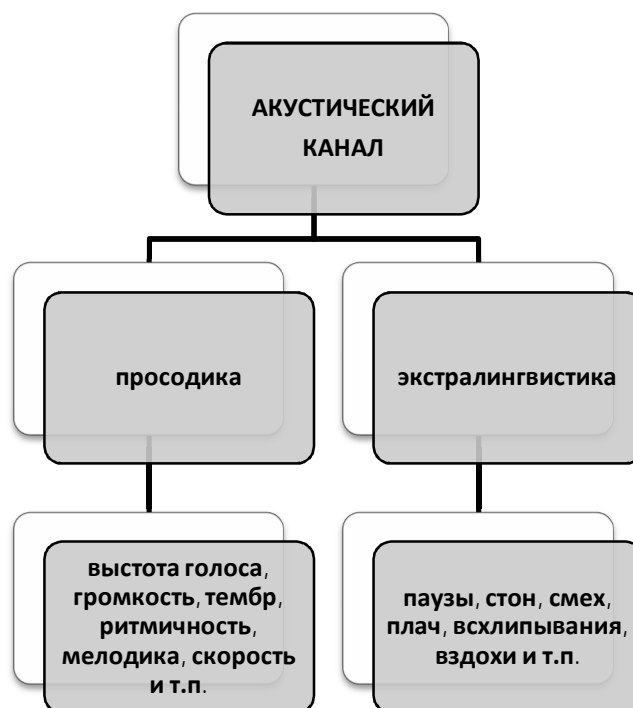 АКУСТИЧЕСКИЙ
КАНАЛ
просодика
экстралингвистика
выстота голоса,
громкость, тембр,
ритмичность,
мелодика, скорость
и т.п.
паузы, стон, смех,
плач, всхлипывания,
вздохи и т.п.